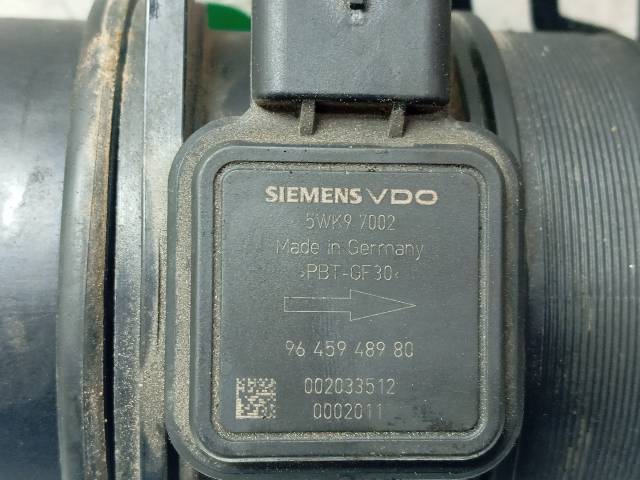 SIEMENS VDO
5WK9 7002
Made in Germany
>PBT-GF30<
96 459 489 80
002033512
0002011